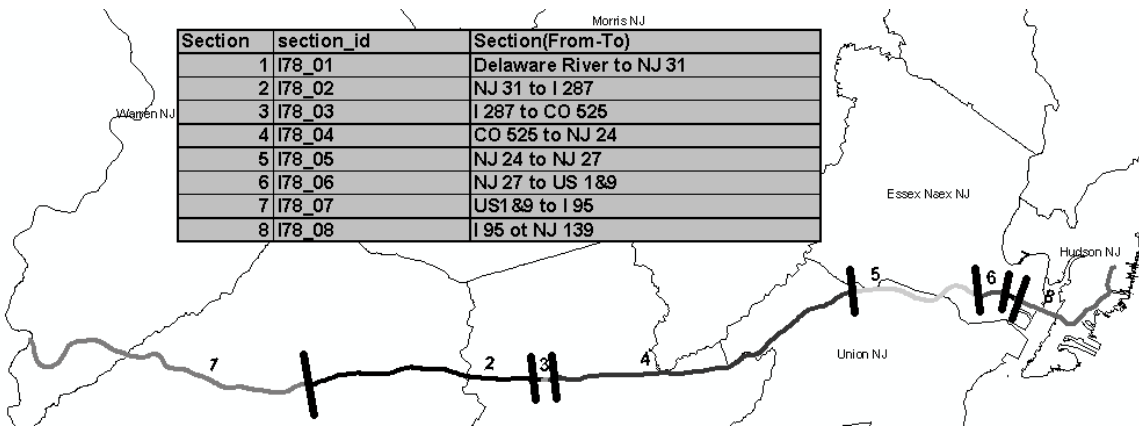 Morris NJ
Section section_id Section(From-To)
1 I78_01 Delaware River to NJ 31
2 I78_02 NJ 31 to I 287
3 I78_03 I 287 to CO 525
4 I78_04 CO 525 to NJ 24
5 I78_05 NJ 24 to NJ 27
6 I78_06 NJ 27 to US 1&9
7 I78_07 US1&9 to I 95
8 I78_08 I 95 ot NJ 139
Warren NJ
Essex NJ
Hudson NJ
5
6
8
Union NJ
1
2
3
4